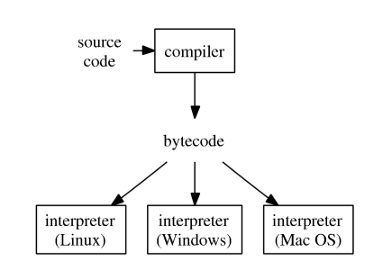 source
code
compiler
bytecode
interpreter
(Linux)
interpreter
(Windows)
interpreter
(Mac OS)